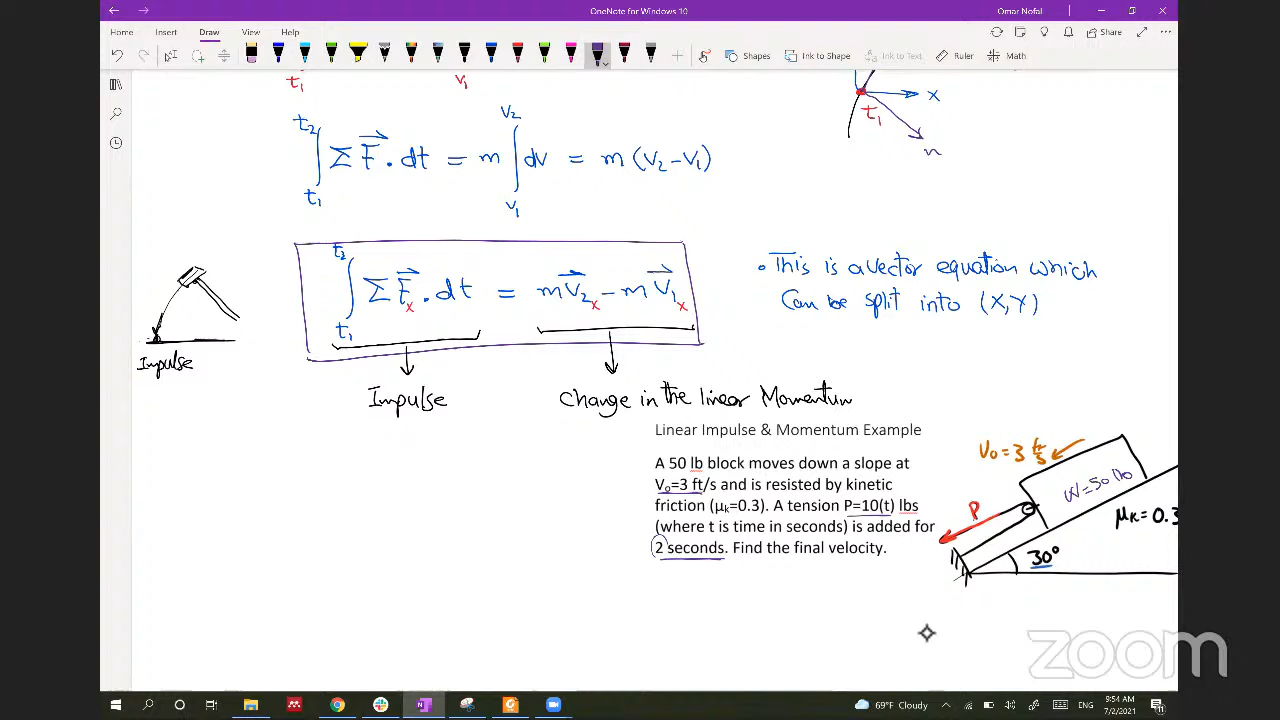 OneNote for Windows 10
Omar Nofal
Home Insert Draw View Help
Share
Shapes Ink to Shape Ink to Text Ruler Math
t₁ v₁
x
t₁
n
t₂ v₂
∫ Σ F⃗ . dt = m ∫ dv = m (v₂ - v₁)
t₁ v₁
t₂
∫ Σ F⃗x . dt = m V⃗₂x - m V⃗₁x
t₁
• This is a vector equation which
Can be split into (X,Y)
Impulse
Impulse
Change in the linear Momentum
Linear Impulse & Momentum Example
A 50 lb block moves down a slope at
V₀=3 ft/s and is resisted by kinetic
friction (μk=0.3). A tension P=10(t) lbs
(where t is time in seconds) is added for
2 seconds. Find the final velocity.
V₀ = 3 ft/s
W=50 lb
P
μk = 0.3
30°
zoom
69°F Cloudy
ENG
9:54 AM
7/2/2021